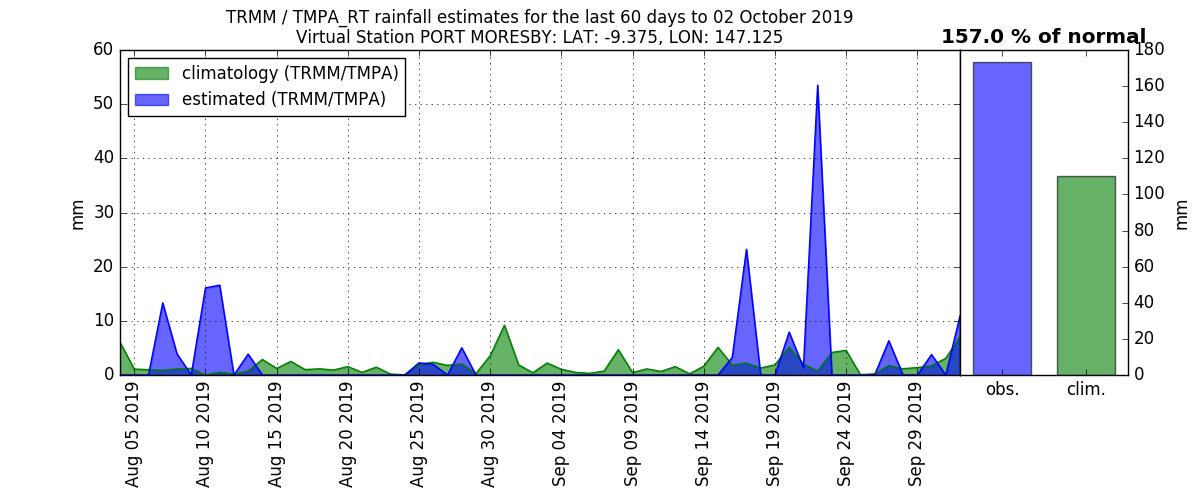 TRMM / TMPA_RT rainfall estimates for the last 60 days to 02 October 2019
Virtual Station PORT MORESBY: LAT: -9.375, LON: 147.125
157.0 % of normal
climatology (TRMM/TMPA)
estimated (TRMM/TMPA)
60
50
40
30
20
10
0
mm
Aug 05 2019
Aug 10 2019
Aug 15 2019
Aug 20 2019
Aug 25 2019
Aug 30 2019
Sep 04 2019
Sep 09 2019
Sep 14 2019
Sep 19 2019
Sep 24 2019
Sep 29 2019
obs.
clim.
180
160
140
120
100
80
60
40
20
0
mm